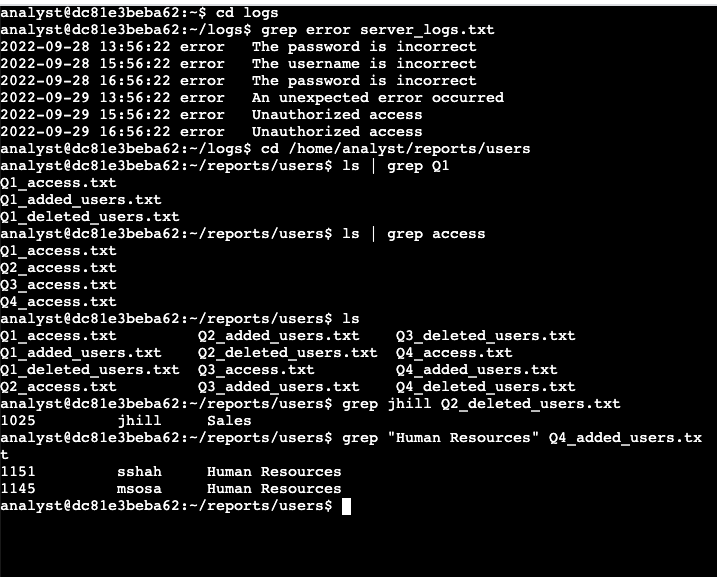 analyst@dc81e3beba62:~$ cd logs
analyst@dc81e3beba62:~/logs$ grep error server_logs.txt
2022-09-28 13:56:22 error   The password is incorrect
2022-09-28 15:56:22 error   The username is incorrect
2022-09-28 16:56:22 error   The password is incorrect
2022-09-29 13:56:22 error   An unexpected error occurred
2022-09-29 15:56:22 error   Unauthorized access
2022-09-29 16:56:22 error   Unauthorized access
analyst@dc81e3beba62:~/logs$ cd /home/analyst/reports/users
analyst@dc81e3beba62:~/reports/users$ ls | grep Q1
Q1_access.txt
Q1_added_users.txt
Q1_deleted_users.txt
analyst@dc81e3beba62:~/reports/users$ ls | grep access
Q1_access.txt
Q2_access.txt
Q3_access.txt
Q4_access.txt
analyst@dc81e3beba62:~/reports/users$ ls
Q1_access.txt         Q2_added_users.txt    Q3_deleted_users.txt
Q1_added_users.txt    Q2_deleted_users.txt  Q4_access.txt
Q1_deleted_users.txt  Q3_access.txt         Q4_added_users.txt
Q2_access.txt         Q3_added_users.txt    Q4_deleted_users.txt
analyst@dc81e3beba62:~/reports/users$ grep jhill Q2_deleted_users.txt
1025         jhill     Sales
analyst@dc81e3beba62:~/reports/users$ grep "Human Resources" Q4_added_users.tx
t
1151         sshah     Human Resources
1145         msosa     Human Resources
analyst@dc81e3beba62:~/reports/users$